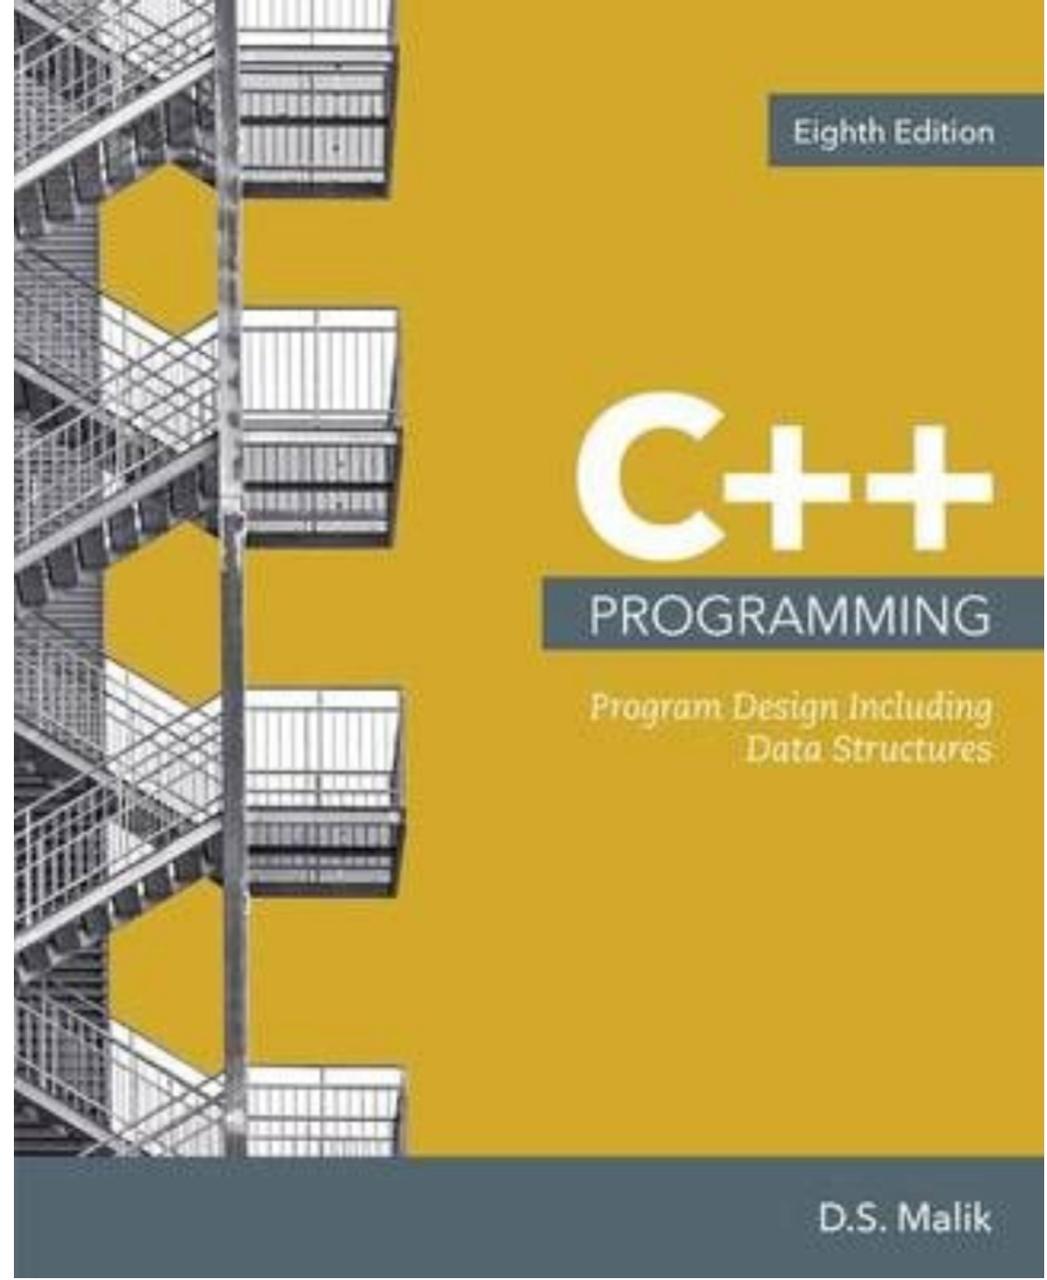 Eighth Edition
C++
PROGRAMMING
Program Design Including
Data Structures
D.S. Malik